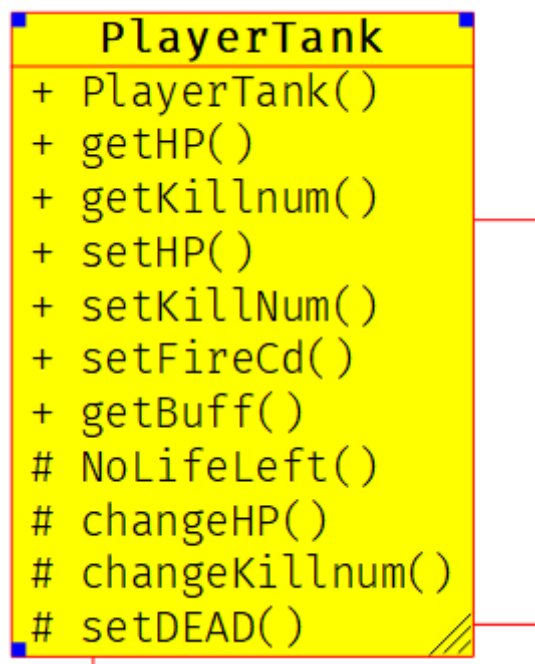 PlayerTank
+ PlayerTank()
+ getHP()
+ getKillnum()
+ setHP()
+ setKillNum()
+ setFireCd()
+ getBuff()
# NoLifeLeft()
# changeHP()
# changeKillnum()
# setDEAD()